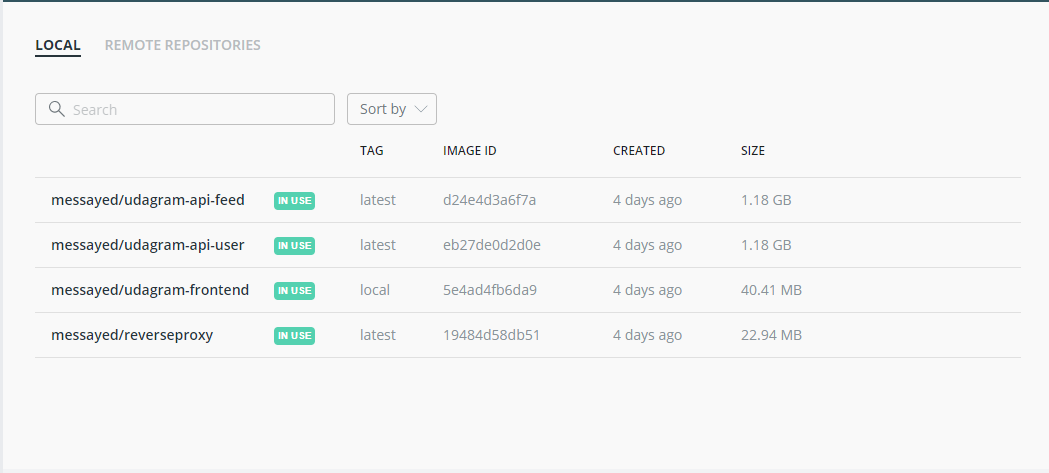 LOCAL REMOTE REPOSITORIES
Search Sort by
TAG IMAGE ID CREATED SIZE
messayed/udagram-api-feed IN USE latest d24e4d3a6f7a 4 days ago 1.18 GB
messayed/udagram-api-user IN USE latest eb27de0d2d0e 4 days ago 1.18 GB
messayed/udagram-frontend IN USE local 5e4ad4fb6da9 4 days ago 40.41 MB
messayed/reverseproxy IN USE latest 19484d58db51 4 days ago 22.94 MB